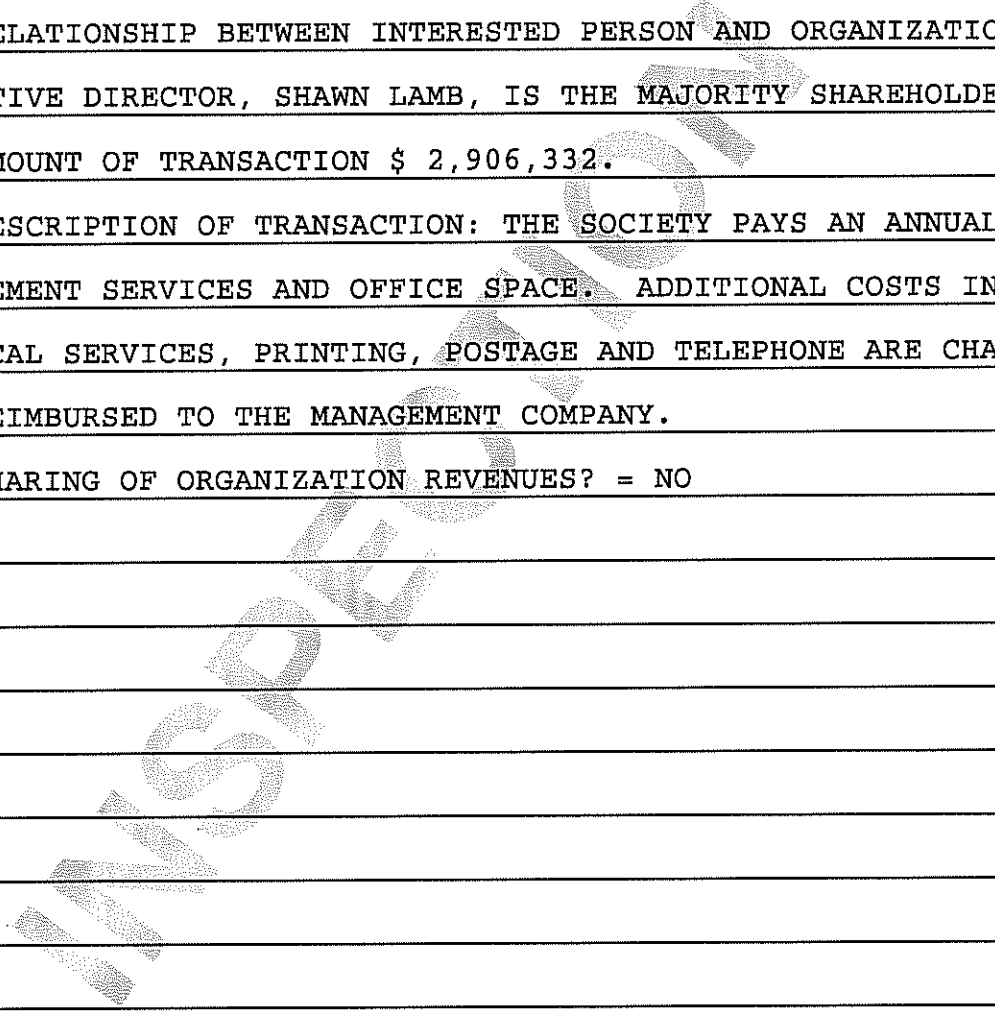 ELATIONSHIP BETWEEN INTERESTED PERSON AND ORGANIZATIO
TIVE DIRECTOR, SHAWN LAMB, IS THE MAJORITY SHAREHOLDE
MOUNT OF TRANSACTION $ 2,906,332.
ESCRIPTION OF TRANSACTION: THE SOCIETY PAYS AN ANNUAL
EMENT SERVICES AND OFFICE SPACE. ADDITIONAL COSTS IN
CAL SERVICES, PRINTING, POSTAGE AND TELEPHONE ARE CHA
EIMBURSED TO THE MANAGEMENT COMPANY.
HARING OF ORGANIZATION REVENUES? = NO
INSPECTION